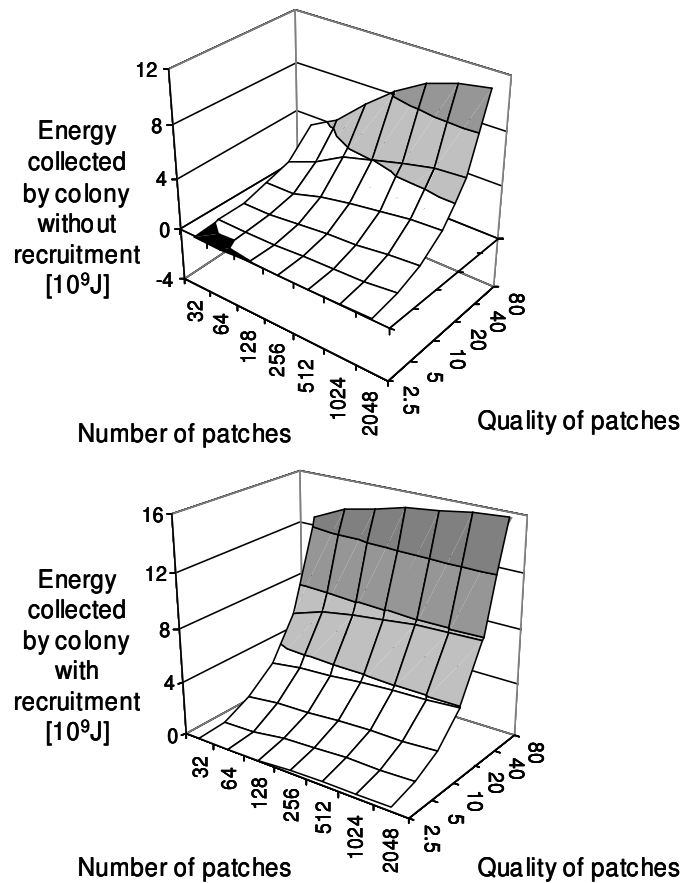 12
8
4
0
-4
Energy
collected
by colony
without
recruitment
[10⁹J]
32
64
128
256
512
1024
2048
2.5
5
10
20
40
80
Number of patches
Quality of patches
16
12
8
4
0
Energy
collected
by colony
with
recruitment
[10⁹J]
32
64
128
256
512
1024
2048
2.5
5
10
20
40
80
Number of patches
Quality of patches